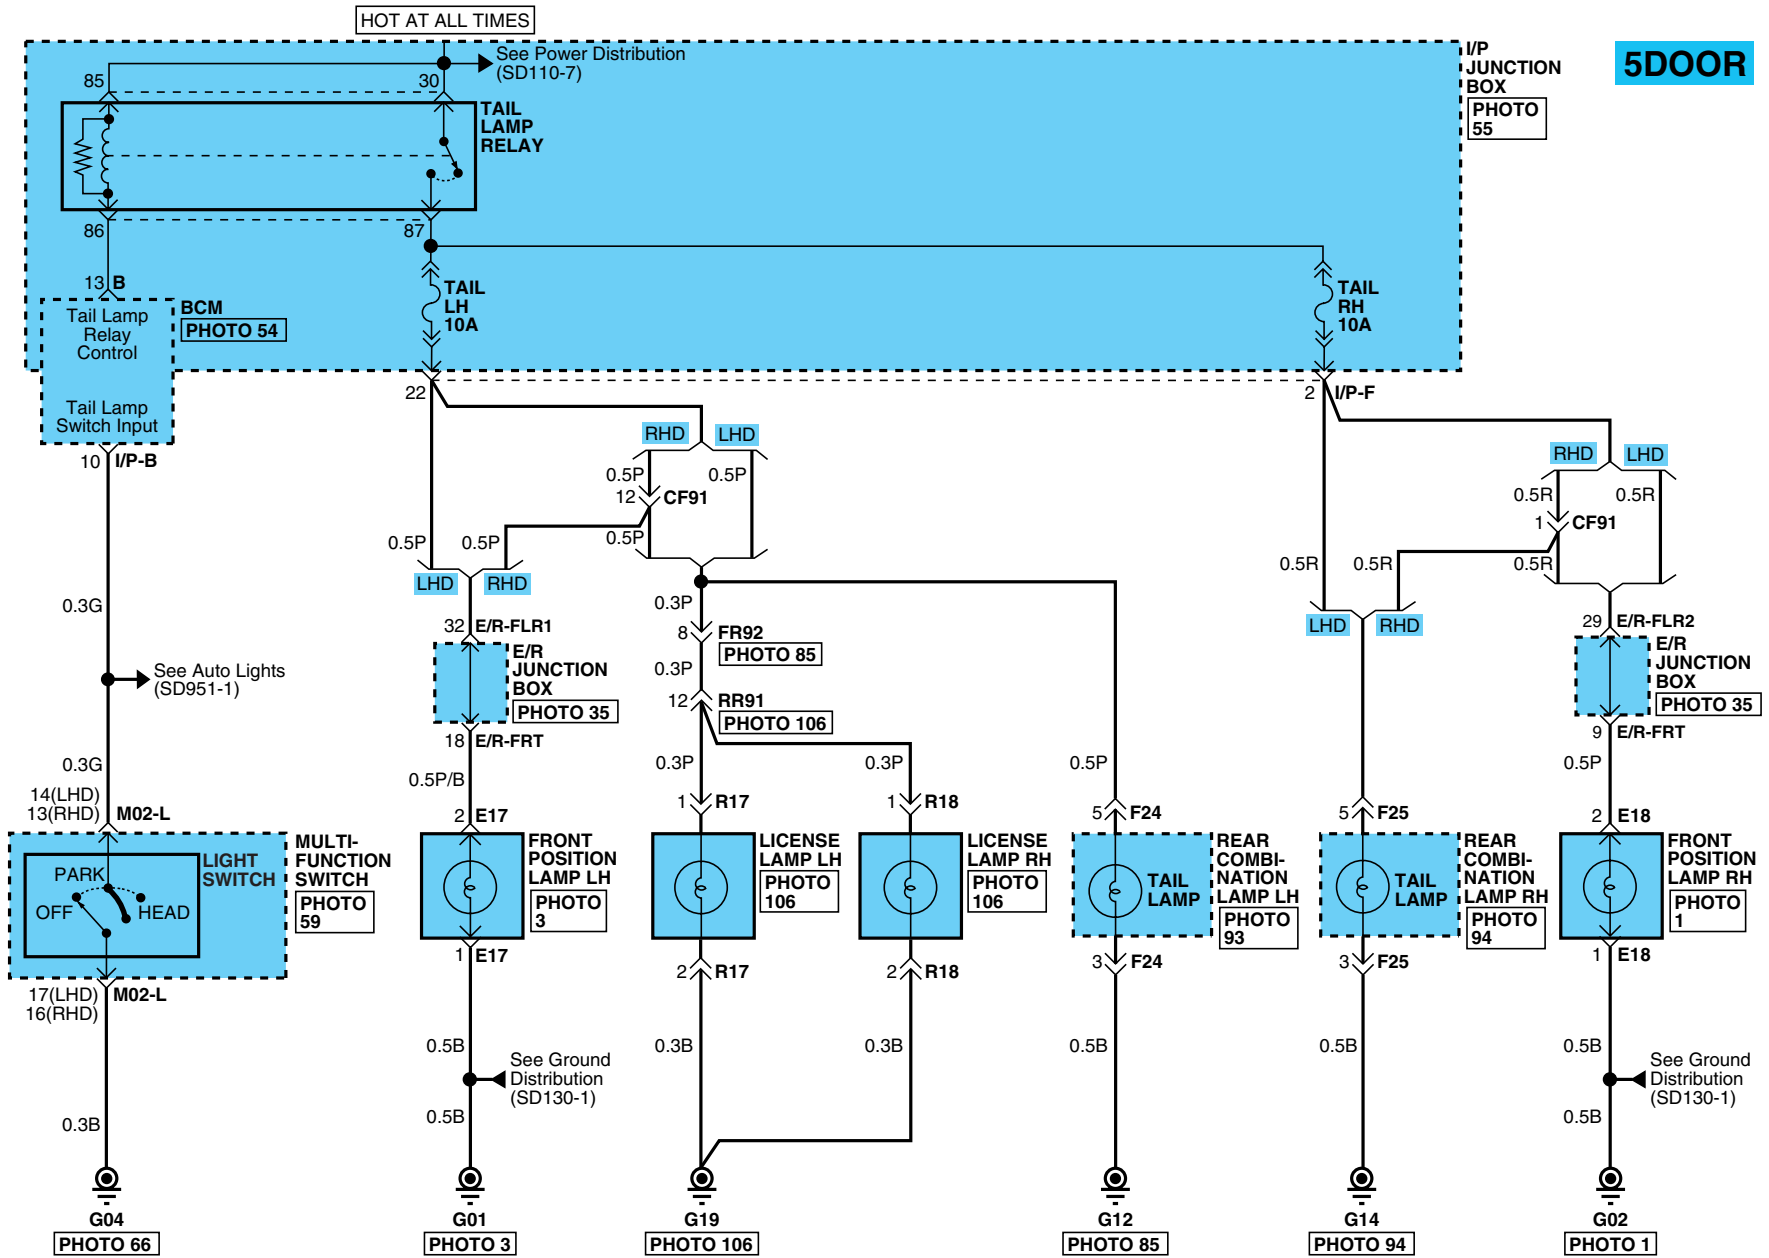 HOT AT ALL TIMES
5DOOR
See Power Distribution
(SD110-7)
I/P
JUNCTION
BOX
PHOTO
55
85
30
TAIL
LAMP
RELAY
86
87
13 B
BCM
PHOTO 54
Tail Lamp
Relay
Control
Tail Lamp
Switch Input
TAIL
LH
10A
TAIL
RH
10A
22
2 I/P-F
10 I/P-B
RHD LHD
0.5P
0.5P
12 CF91
0.5P
0.5P
0.5P
LHD RHD
RHD LHD
0.5R
0.5R
1 CF91
0.5R
0.5R
0.5R
LHD RHD
0.3G
See Auto Lights
(SD951-1)
0.3G
14(LHD)
13(RHD)
M02-L
32 E/R-FLR1
E/R
JUNCTION
BOX
PHOTO 35
18 E/R-FRT
0.5P/B
2 E17
0.3P
8 FR92
PHOTO 85
0.3P
12 RR91
PHOTO 106
0.3P
0.3P
1 R17
1 R18
0.5P
5 F24
5 F25
29 E/R-FLR2
E/R
JUNCTION
BOX
PHOTO 35
9 E/R-FRT
0.5P
2 E18
PARK
OFF
HEAD
LIGHT
SWITCH
MULTI-
FUNCTION
SWITCH
PHOTO
59
FRONT
POSITION
LAMP LH
PHOTO
3
LICENSE
LAMP LH
PHOTO
106
LICENSE
LAMP RH
PHOTO
106
TAIL
LAMP
REAR
COMBI-
NATION
LAMP LH
PHOTO
93
TAIL
LAMP
REAR
COMBI-
NATION
LAMP RH
PHOTO
94
FRONT
POSITION
LAMP RH
PHOTO
1
17(LHD)
16(RHD)
M02-L
1 E17
2 R17
2 R18
3 F24
3 F25
1 E18
0.3B
0.5B
See Ground
Distribution
(SD130-1)
0.5B
0.3B
0.3B
0.5B
0.5B
0.5B
See Ground
Distribution
(SD130-1)
0.5B
G04
PHOTO 66
G01
PHOTO 3
G19
PHOTO 106
G12
PHOTO 85
G14
PHOTO 94
G02
PHOTO 1